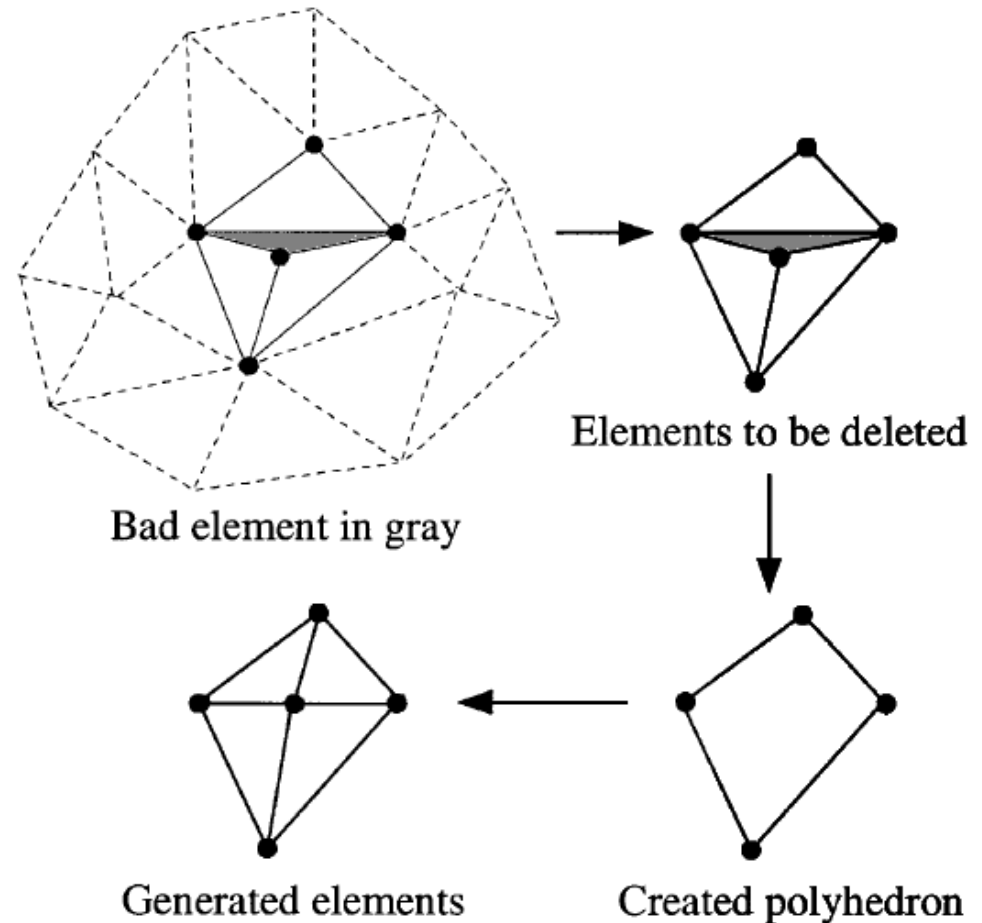 Elements to be deleted
Bad element in gray
Generated elements
Created polyhedron